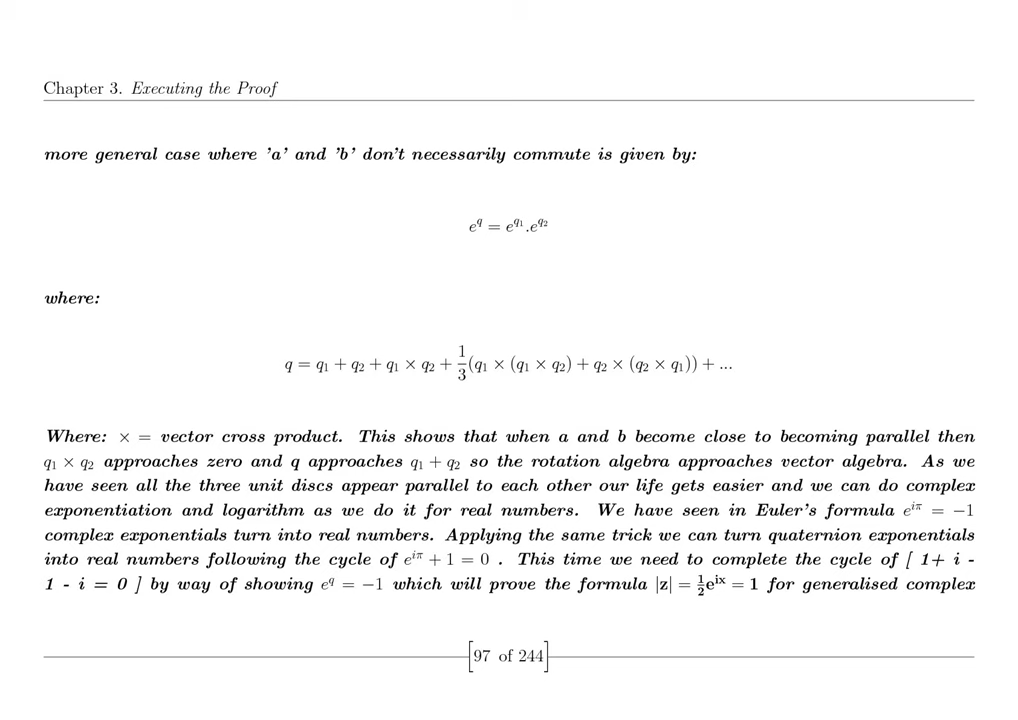 Chapter 3. Executing the Proof
more general case where 'a' and 'b' don't necessarily commute is given by:
e^q = e^{q_1}.e^{q_2}
where:
q = q_1 + q_2 + q_1 × q_2 + \frac{1}{3}(q_1 × (q_1 × q_2) + q_2 × (q_2 × q_1)) + ...
Where: × = vector cross product. This shows that when a and b become close to becoming parallel then
q_1 × q_2 approaches zero and q approaches q_1 + q_2 so the rotation algebra approaches vector algebra. As we
have seen all the three unit discs appear parallel to each other our life gets easier and we can do complex
exponentiation and logarithm as we do it for real numbers. We have seen in Euler's formula e^{iπ} = −1
complex exponentials turn into real numbers. Applying the same trick we can turn quaternion exponentials
into real numbers following the cycle of e^{iπ} + 1 = 0 . This time we need to complete the cycle of [ 1+ i -
1 - i = 0 ] by way of showing e^q = −1 which will prove the formula |z| = \frac{1}{2}e^{ix} = 1 for generalised complex
[97 of 244]